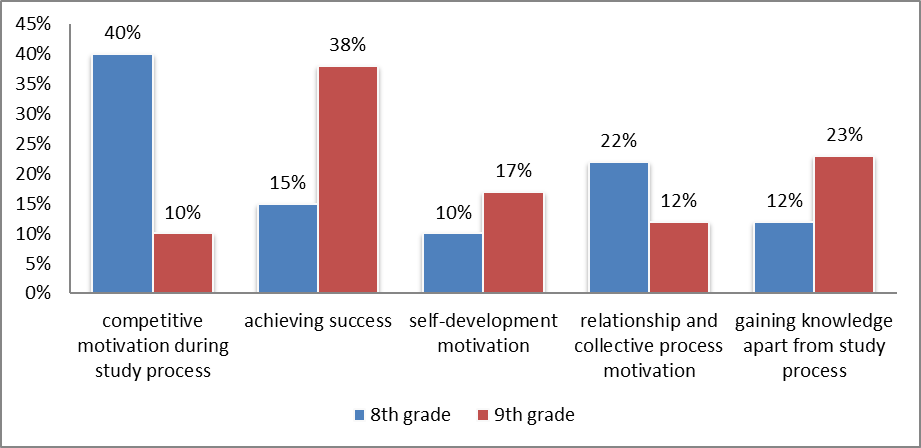 45%
40%
35%
30%
25%
20%
15%
10%
5%
0%
40%
10%
15%
38%
10%
17%
22%
12%
12%
23%
competitive
motivation during
study process
achieving success
self-development
motivation
relationship and
collective process
motivation
gaining knowledge
apart from study
process
8th grade
9th grade